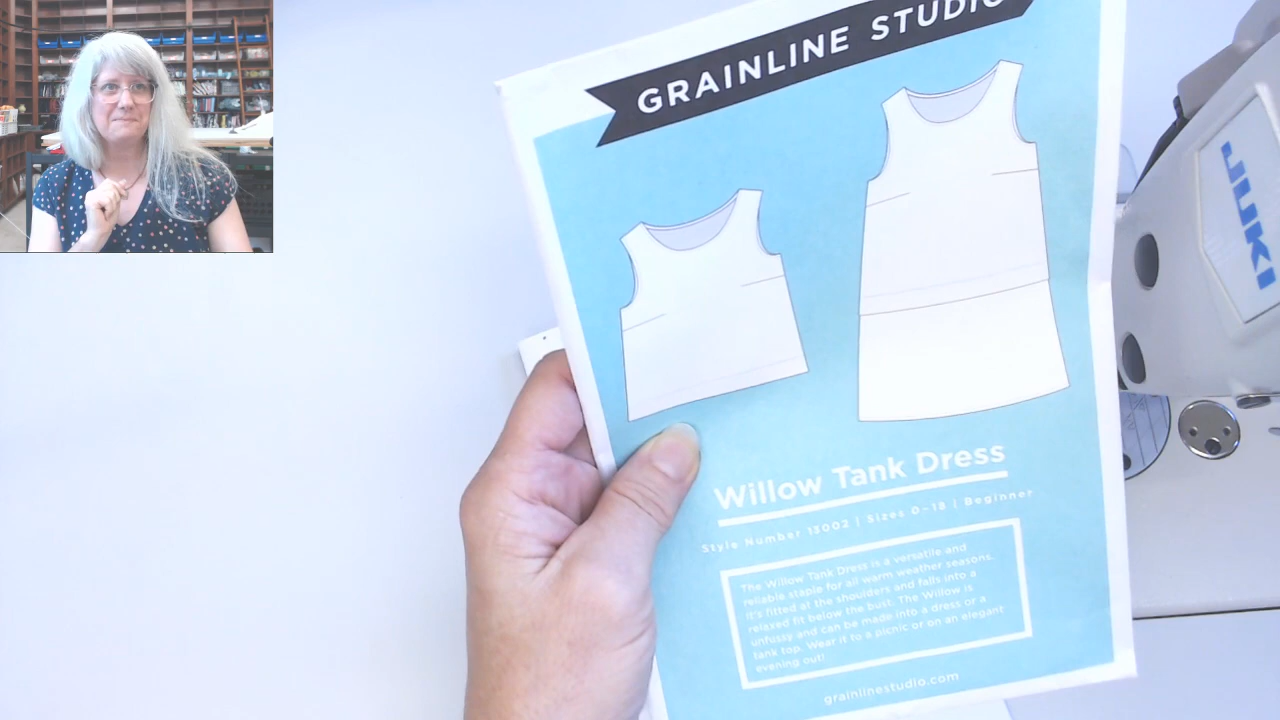 GRAINLINE STUDIO
JUKI
Willow Tank Dress
Style Number 13002 | Sizes 0-18 | Beginner
The Willow Tank Dress is a versatile and
reliable staple for all warm weather seasons.
It's fitted at the shoulders and falls into a
relaxed fit below the bust. The Willow is
unfussy and can be made into a dress or a
tank top. Wear it to a picnic or on an elegant
evening out!
grainlinestudio.com